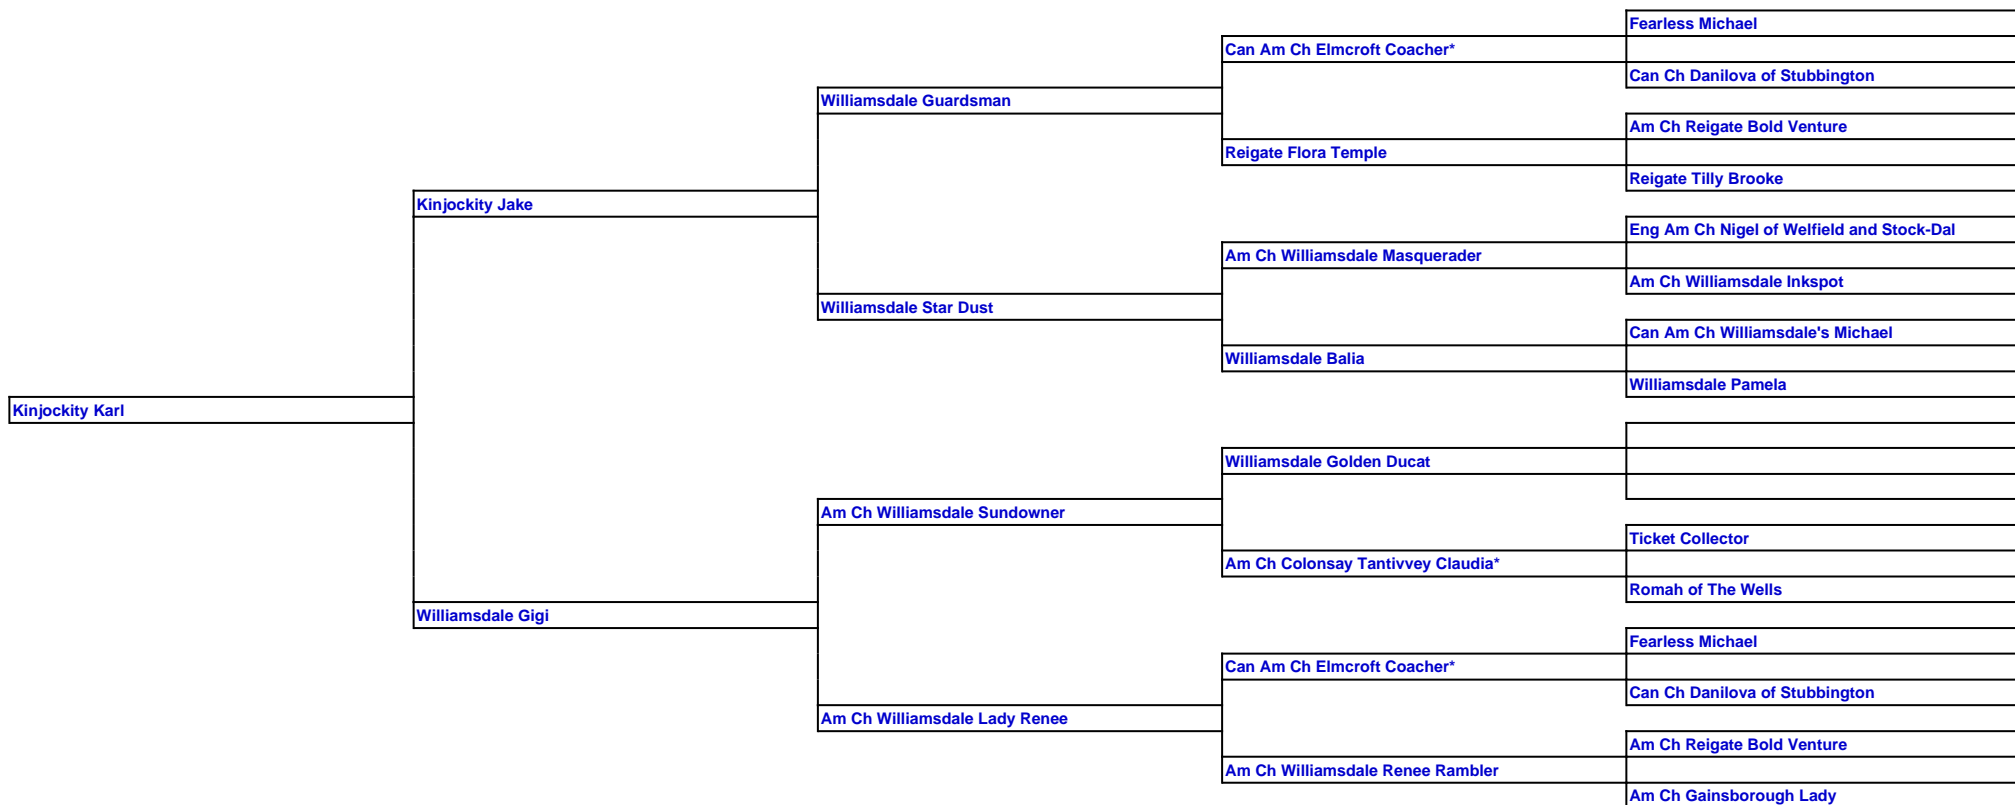 Fearless Michael
Can Am Ch Elmcroft Coacher*
Can Ch Danilova of Stubbington
Williamsdale Guardsman
Am Ch Reigate Bold Venture
Reigate Flora Temple
Reigate Tilly Brooke
Kinjockity Jake
Eng Am Ch Nigel of Welfield and Stock-Dal
Am Ch Williamsdale Masquerader
Am Ch Williamsdale Inkspot
Williamsdale Star Dust
Can Am Ch Williamsdale's Michael
Williamsdale Balia
Williamsdale Pamela
Kinjockity Karl
Williamsdale Golden Ducat
Am Ch Williamsdale Sundowner
Ticket Collector
Am Ch Colonsay Tantivvey Claudia*
Romah of The Wells
Williamsdale Gigi
Fearless Michael
Can Am Ch Elmcroft Coacher*
Can Ch Danilova of Stubbington
Am Ch Williamsdale Lady Renee
Am Ch Reigate Bold Venture
Am Ch Williamsdale Renee Rambler
Am Ch Gainsborough Lady